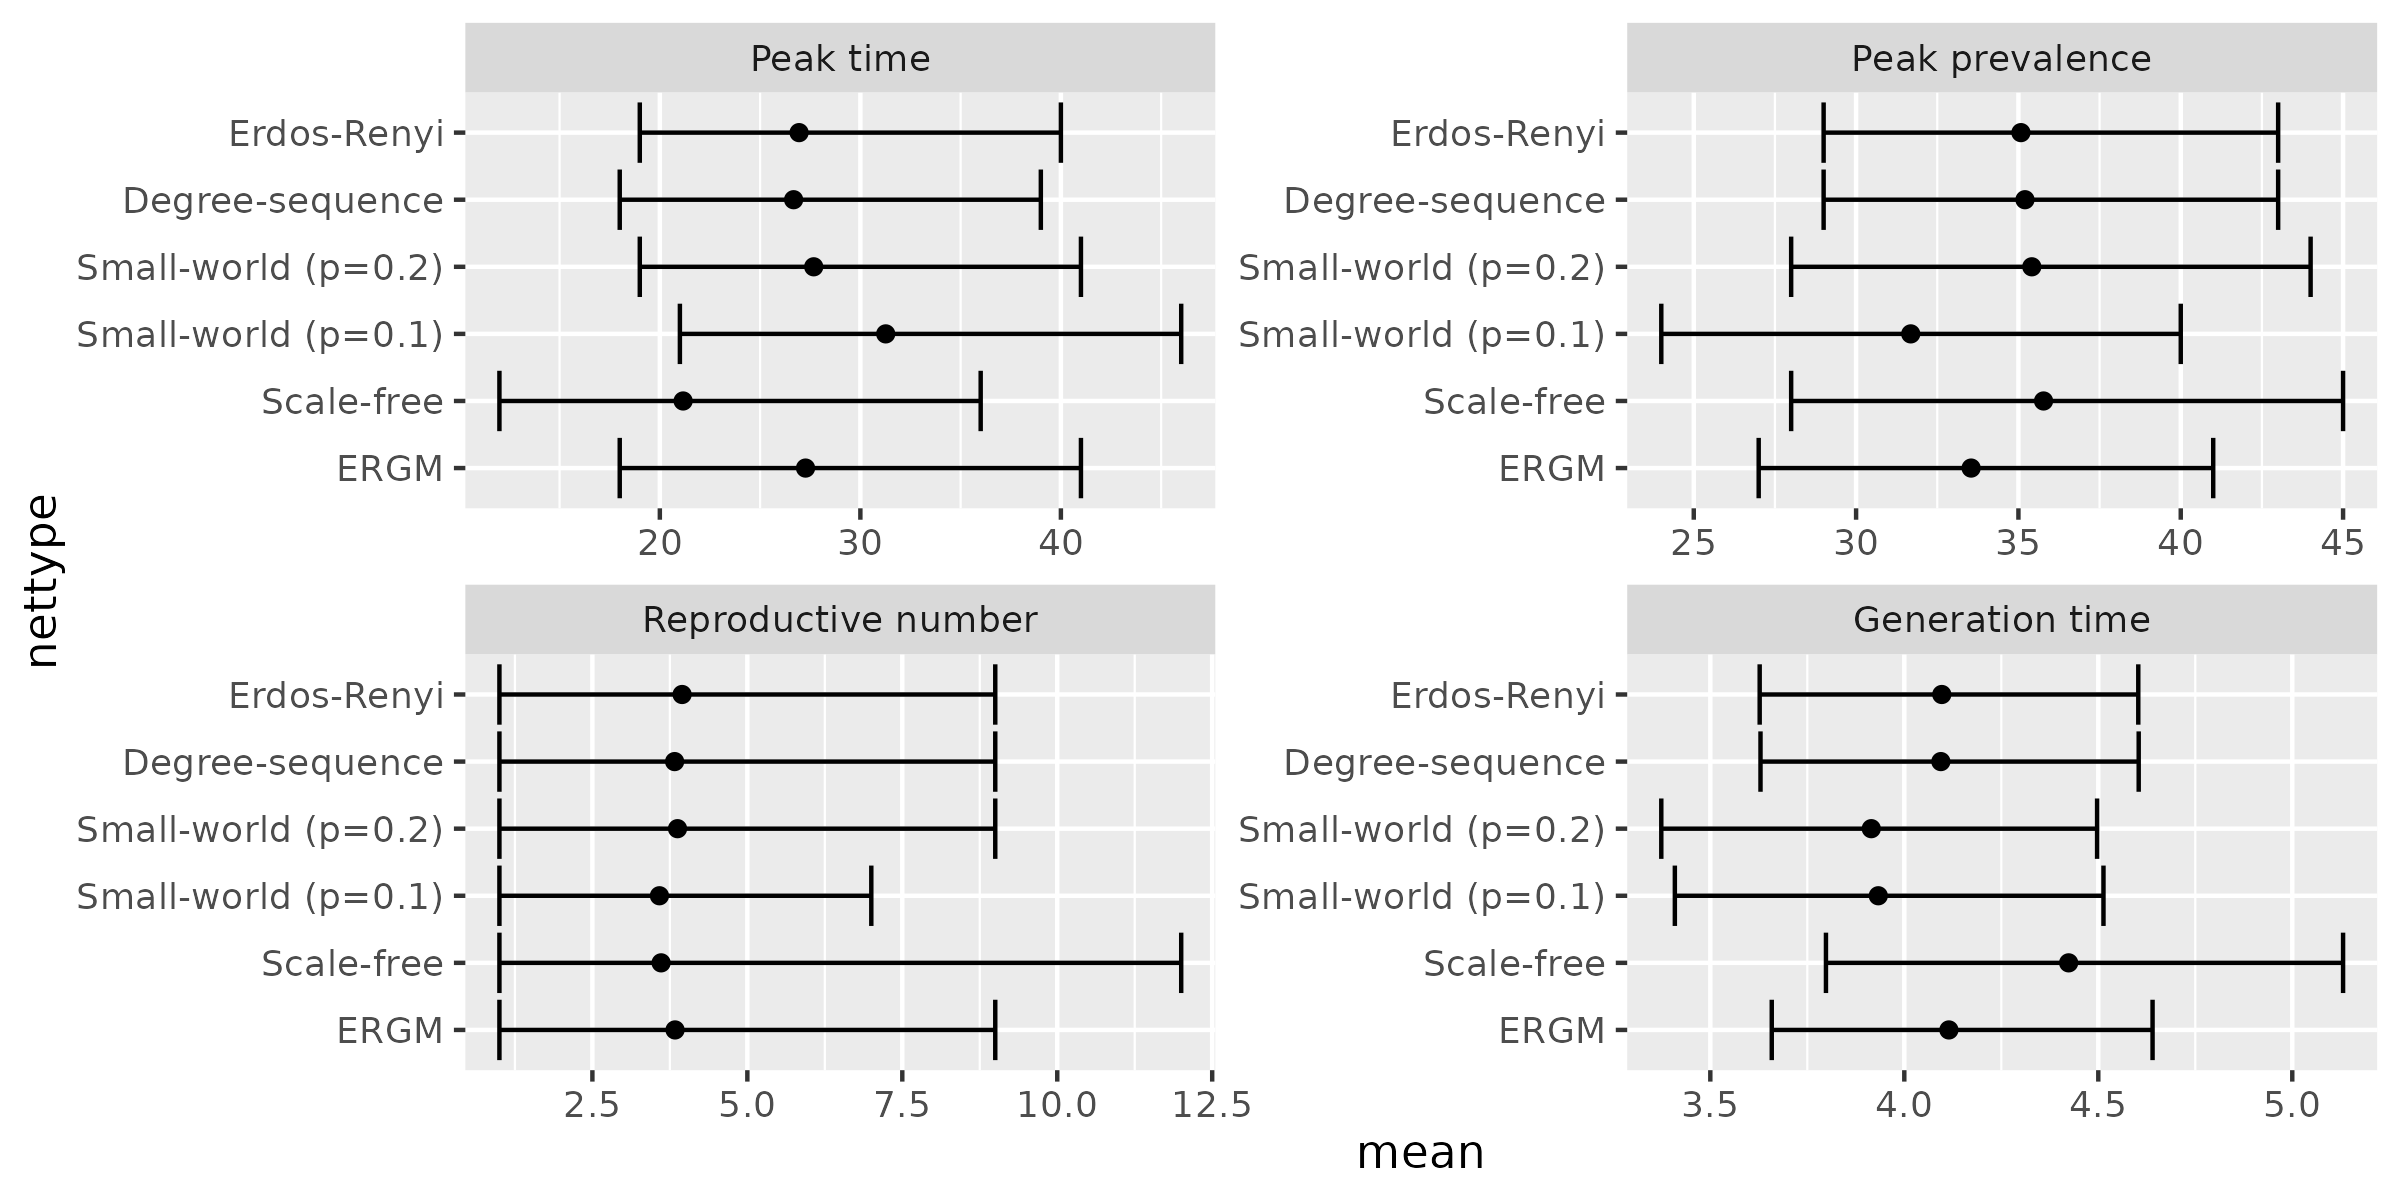 Peak time
Peak prevalence
Erdos-Renyi
Degree-sequence
Small-world (p=0.2)
Small-world (p=0.1)
Scale-free
ERGM
20 30 40
Erdos-Renyi
Degree-sequence
Small-world (p=0.2)
Small-world (p=0.1)
Scale-free
ERGM
25 30 35 40 45
nettype
Reproductive number
Generation time
Erdos-Renyi
Degree-sequence
Small-world (p=0.2)
Small-world (p=0.1)
Scale-free
ERGM
2.5 5.0 7.5 10.0 12.5
Erdos-Renyi
Degree-sequence
Small-world (p=0.2)
Small-world (p=0.1)
Scale-free
ERGM
3.5 4.0 4.5 5.0
mean